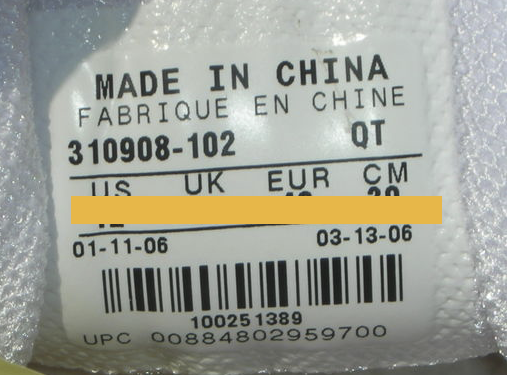 MADE IN CHINA
FABRIQUE EN CHINE
310908-102 QT
US UK EUR CM
01-11-06 03-13-06
100251389
UPC 00884802959700